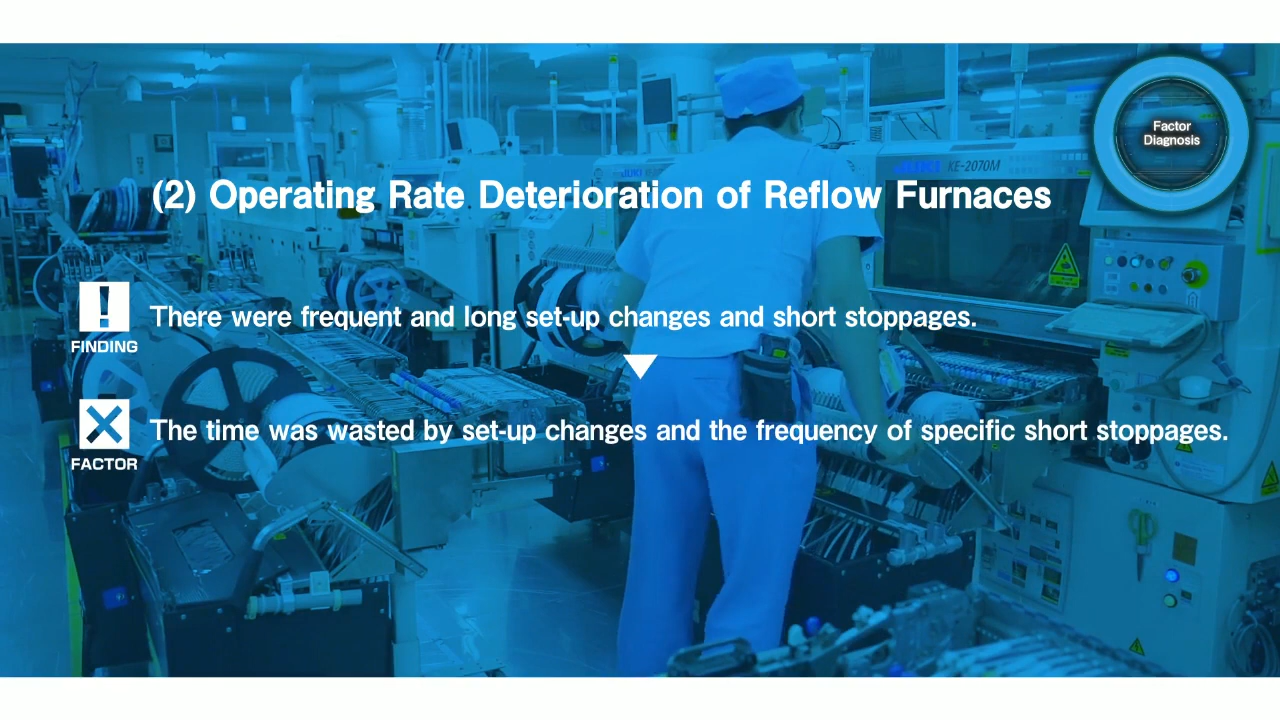 Factor
Diagnosis
JUKI KE-2070M
JUKI
(2) Operating Rate Deterioration of Reflow Furnaces
There were frequent and long set-up changes and short stoppages.
FINDING
The time was wasted by set-up changes and the frequency of specific short stoppages.
FACTOR